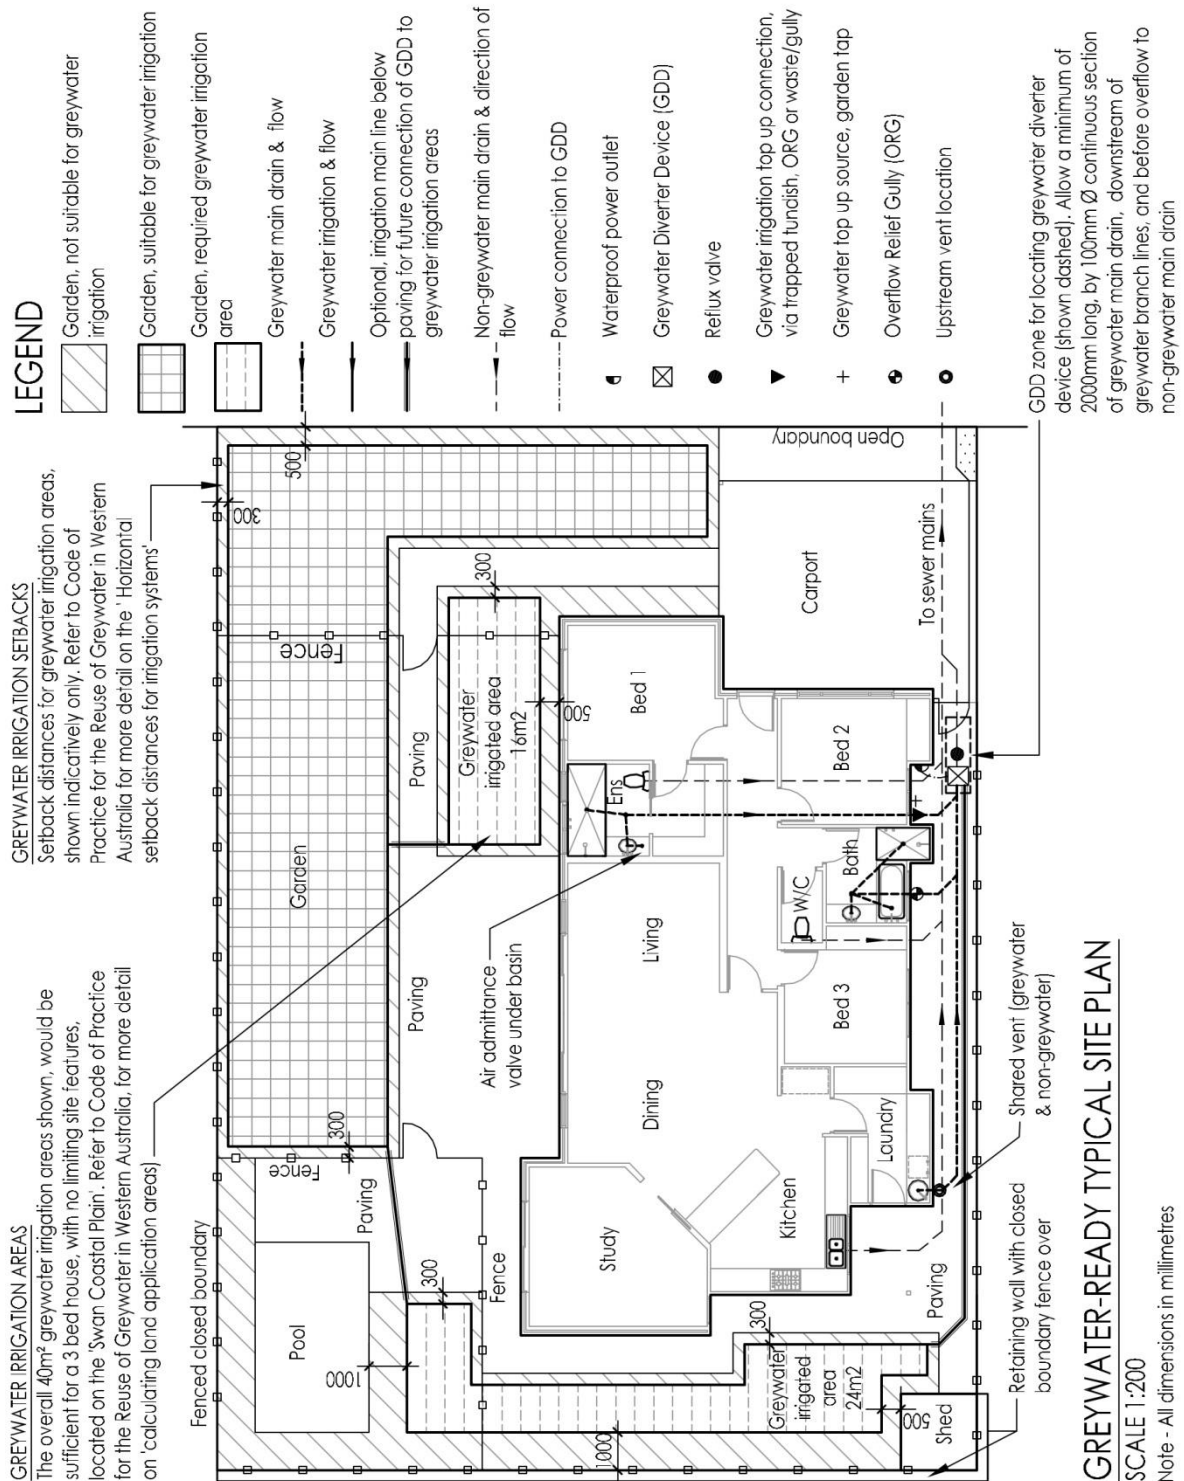 GREYWATER IRRIGATION AREAS
The overall 40m² greywater irrigation areas shown, would be
sufficient for a 3 bed house, with no limiting site features,
located on the 'Swan Coastal Plain'. Refer to Code of Practice
for the Reuse of Greywater in Western Australia, for more detail
on 'calculating land application areas)
GREYWATER IRRIGATION SETBACKS
Setback distances for greywater irrigation areas,
shown indicatively only. Refer to Code of
Practice for the Reuse of Greywater in Western
Australia for more detail on the ' Horizontal
setback distances for irrigation systems'
LEGEND
Garden, not suitable for greywater
irrigation
Garden, suitable for greywater irrigation
Garden, required greywater irrigation
area
Greywater main drain & flow
Greywater irrigation & flow
Optional, irrigation main line below
paving for future connection of GDD to
greywater irrigation areas
Non-greywater main drain & direction of
flow
Power connection to GDD
Waterproof power outlet
Greywater Diverter Device (GDD)
Reflux valve
Greywater irrigation top up connection,
via trapped tundish, ORG or waste/gully
Greywater top up source, garden tap
Overflow Relief Gully (ORG)
Upstream vent location
GDD zone for locating greywater diverter
device (shown dashed). Allow a minimum of
2000mm long, by 100mm Ø continuous section
of greywater main drain, downstream of
greywater branch lines, and before overflow to
non-greywater main drain
Fenced closed boundary
Pool
1000
Fence
300
Paving
300
Fence
Garden
300
500
Fence
Paving
Paving
300
Greywater
irrigated area
16m2
500
Air admittance
valve under basin
Study
Dining
Living
Ens
Bed 1
Kitchen
Laundry
Bed 3
W/C
Bath
Bed 2
Carport
Open boundary
To sewer mains
1000
300
Greywater
irrigated
area
24m2
500
Shed
Paving
Retaining wall with closed
boundary fence over
Shared vent (greywater
& non-greywater)
GREYWATER-READY TYPICAL SITE PLAN
SCALE 1:200
Note - All dimensions in millimetres